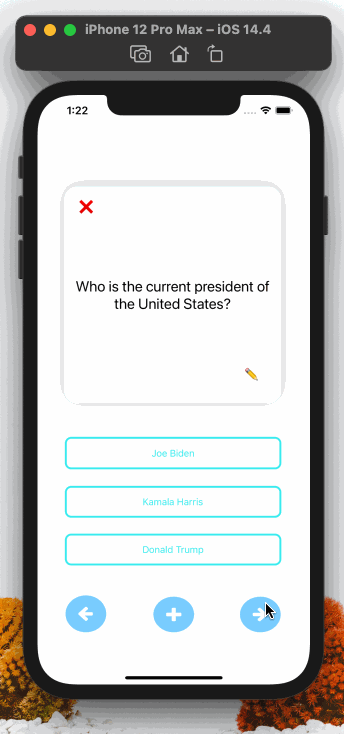 iPhone 12 Pro Max – iOS 14.4
1:22
Who is the current president of
the United States?
Joe Biden
Kamala Harris
Donald Trump